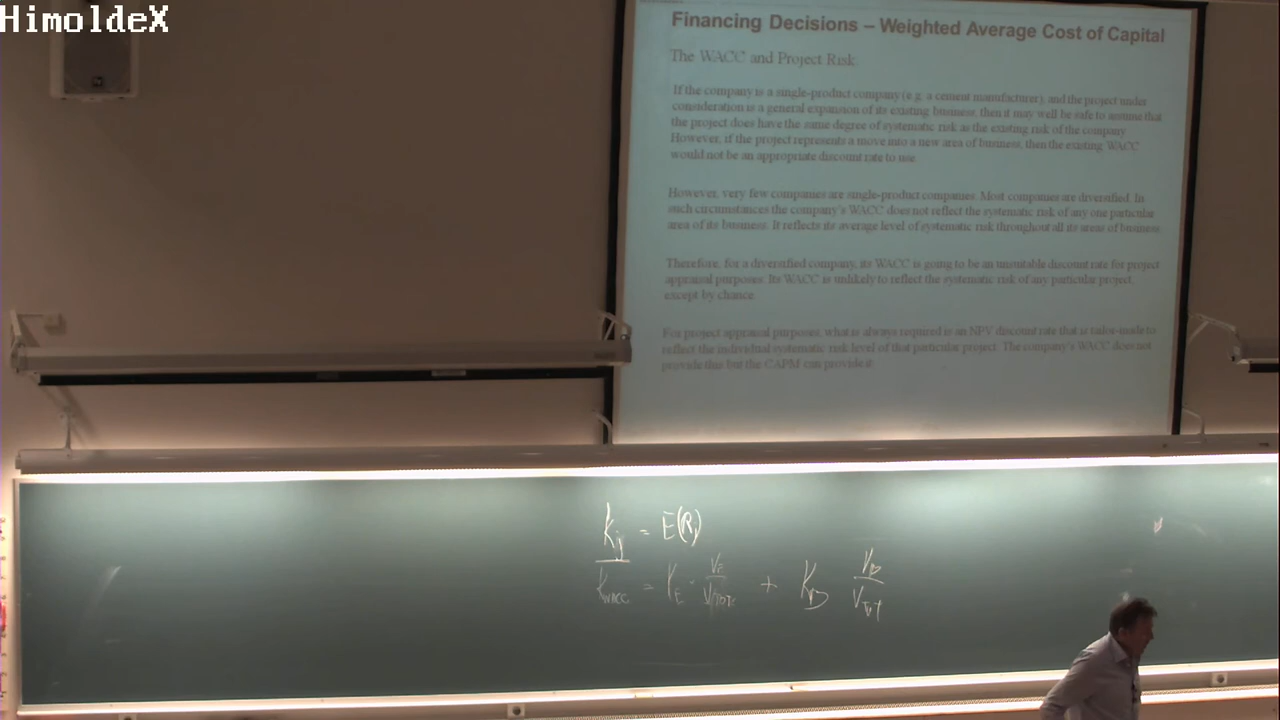 HimoldeX
Financing Decisions – Weighted Average Cost of Capital
The WACC and Project Risk
If the company is a single-product company (e.g. a cement manufacturer), and the project under
consideration is a general expansion of its existing business, then it may well be safe to assume that
the project does have the same degree of systematic risk as the existing risk of the company
However, if the project represents a move into a new area of business, then the existing WACC
would not be an appropriate discount rate to use
However, very few companies are single-product companies. Most companies are diversified. In
such circumstances the company's WACC does not reflect the systematic risk of any one particular
area of its business. It reflects its average level of systematic risk throughout all its areas of business.
Therefore, for a diversified company, its WACC is going to be an unsuitable discount rate for project
appraisal purposes. Its WACC is unlikely to reflect the systematic risk of any particular project,
except by chance.
For project appraisal purposes, what is always required is an NPV discount rate that is tailor-made to
reflect the individual systematic risk level of that particular project. The company's WACC does not
provide this but the CAPM can provide it
Kj = E(Rj)
KWACC = KE · VE/VTOT + KD VD/VTOT